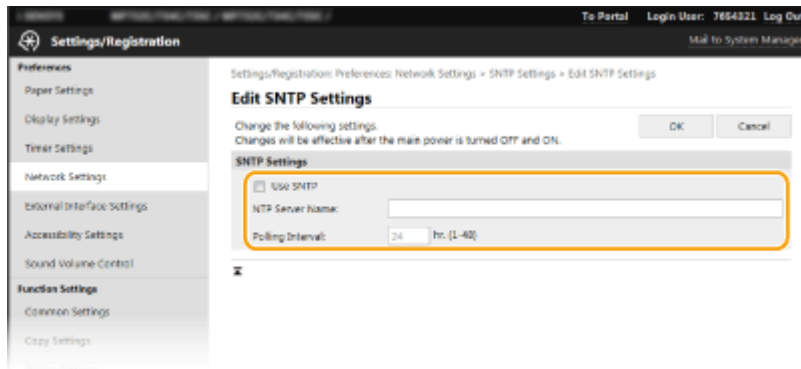 To Portal Login User: 7654321 Log Ou
Settings/Registration
Mail to System Manage
Preferences
Paper Settings
Display Settings
Timer Settings
Network Settings
External Interface Settings
Accessibility Settings
Sound Volume Control
Function Settings
Common Settings
Copy Settings
Settings/Registration: Preferences: Network Settings > SNTP Settings > Edit SNTP Settings
Edit SNTP Settings
Change the following settings.
Changes will be effective after the main power is turned OFF and ON.
OK Cancel
SNTP Settings
Use SNTP
NTP Server Name:
Polling Interval: 24 hr. (1-48)